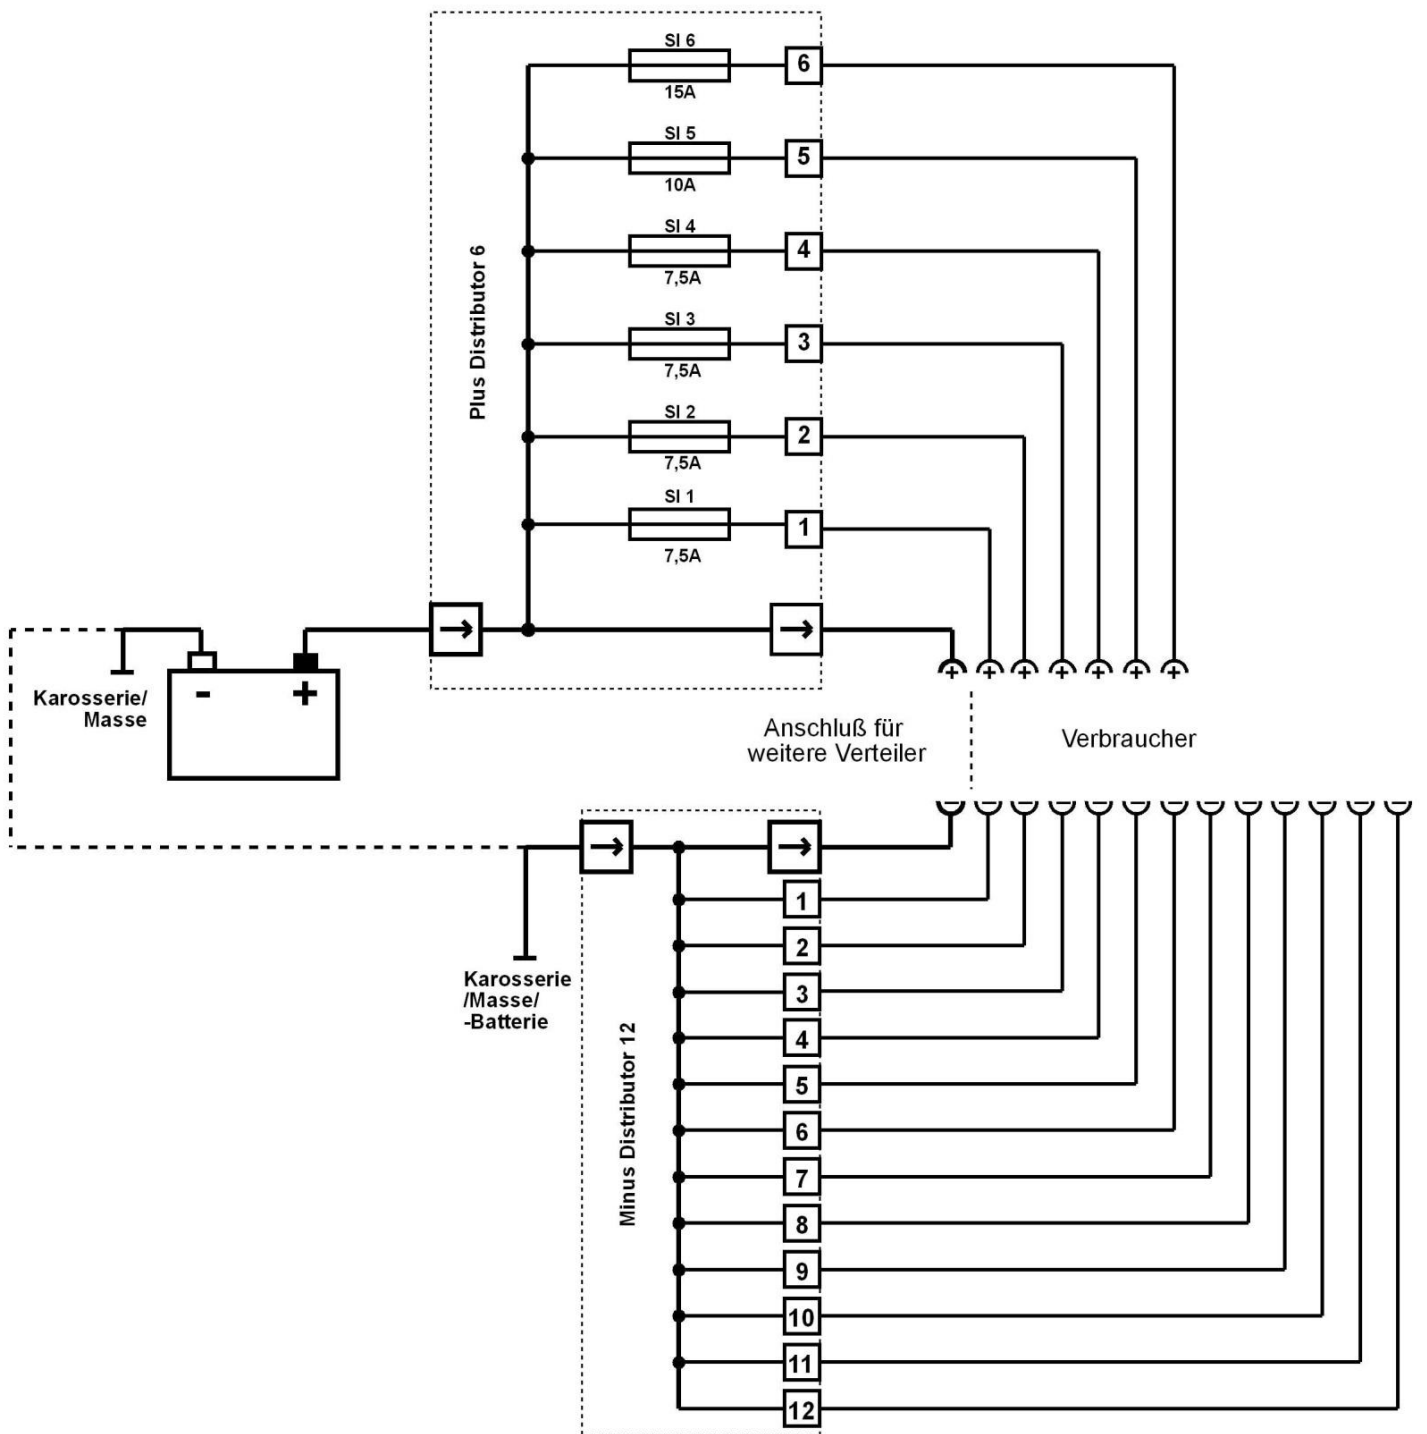 SI 6
6
15A
SI 5
5
10A
SI 4
4
7,5A
SI 3
3
7,5A
SI 2
2
7,5A
SI 1
1
7,5A
Plus Distributor 6
Karosserie/
Masse
-
+
+ + + + + + +
Anschluß für
weitere Verteiler
Verbraucher
- - - - - - - - - - - - -
Karosserie
/Masse/
-Batterie
Minus Distributor 12
1
2
3
4
5
6
7
8
9
10
11
12